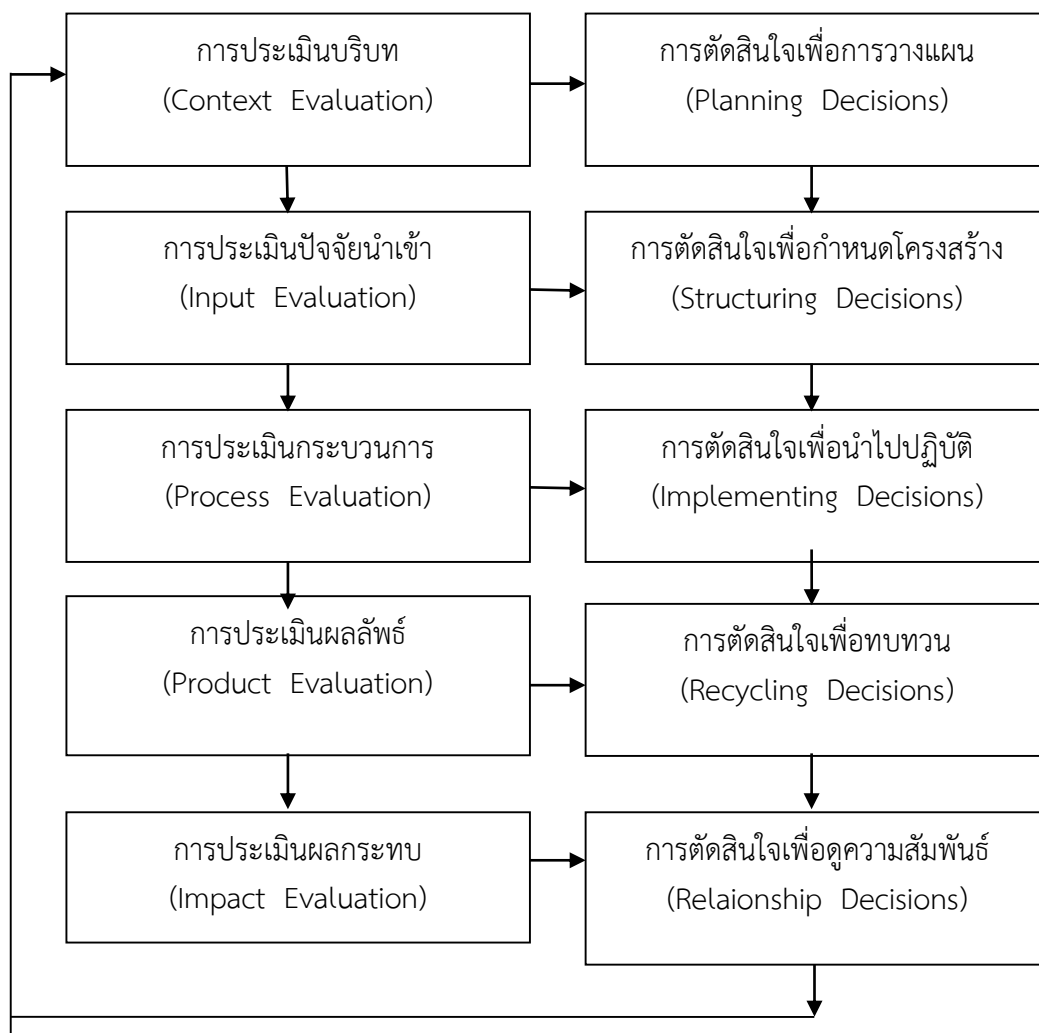 การประเมินบริบท
(Context Evaluation)
การตัดสินใจเพื่อการวางแผน
(Planning Decisions)
การประเมินปัจจัยนำเข้า
(Input Evaluation)
การตัดสินใจเพื่อกำหนดโครงสร้าง
(Structuring Decisions)
การประเมินกระบวนการ
(Process Evaluation)
การตัดสินใจเพื่อนำไปปฏิบัติ
(Implementing Decisions)
การประเมินผลลัพธ์
(Product Evaluation)
การตัดสินใจเพื่อทบทวน
(Recycling Decisions)
การประเมินผลกระทบ
(Impact Evaluation)
การตัดสินใจเพื่อดูความสัมพันธ์
(Relaionship Decisions)